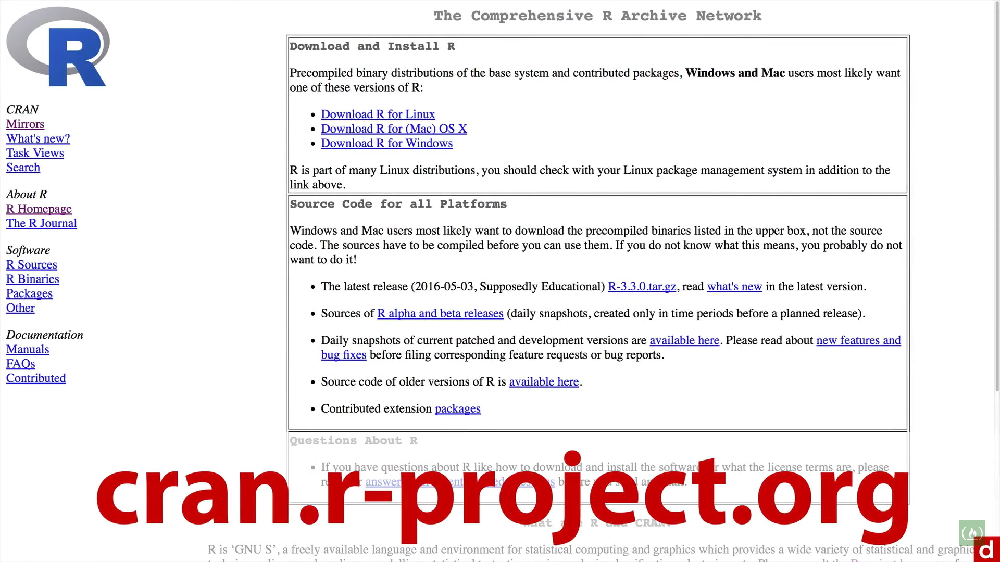 The Comprehensive R Archive Network
R
CRAN
Mirrors
What's new?
Task Views
Search
About R
R Homepage
The R Journal
Software
R Sources
R Binaries
Packages
Other
Documentation
Manuals
FAQs
Contributed
Download and Install R
Precompiled binary distributions of the base system and contributed packages, Windows and Mac users most likely want
one of these versions of R:
• Download R for Linux
• Download R for (Mac) OS X
• Download R for Windows
R is part of many Linux distributions, you should check with your Linux package management system in addition to the
link above.
Source Code for all Platforms
Windows and Mac users most likely want to download the precompiled binaries listed in the upper box, not the source
code. The sources have to be compiled before you can use them. If you do not know what this means, you probably do not
want to do it!
• The latest release (2016-05-03, Supposedly Educational) R-3.3.0.tar.gz, read what's new in the latest version.
• Sources of R alpha and beta releases (daily snapshots, created only in time periods before a planned release).
• Daily snapshots of current patched and development versions are available here. Please read about new features and
bug fixes before filing corresponding feature requests or bug reports.
• Source code of older versions of R is available here.
• Contributed extension packages
Questions About R
• If you have questions about R like how to download and install the software, or what the license terms are, please
cran.r-project.org
What are R and CRAN?
R is ‘GNU S’, a freely available language and environment for statistical computing and graphics which provides a wide variety of statistical and
d